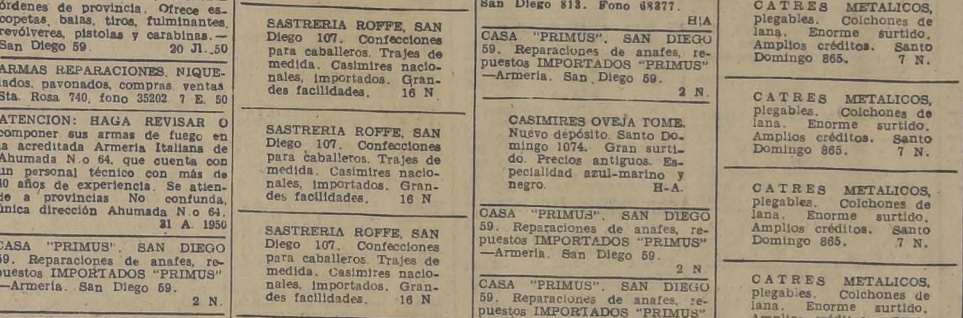 órdenes de provincia. Ofrece es-
copetas, balas, tiros, fulminantes,
revólveres, pistolas y carabinas.—
San Diego 59. 20 Jl. 50
ARMAS REPARACIONES, NIQUE-
lados, pavonados, compras, ventas
Sta. Rosa 740, fono 35202. 7 E. 50
ATENCION: HAGA REVISAR O
componer sus armas de fuego en
la acreditada Armería Italiana de
Ahumada N.o 64, que cuenta con
un personal técnico con más de
40 años de experiencia. Se atien-
de a provincias No confunda,
única dirección Ahumada N.o 64.
31 A. 1950
CASA "PRIMUS". SAN DIEGO
59. Reparaciones de anafes, re-
puestos IMPORTADOS "PRIMUS"
—Armería. San Diego 59.
2 N.
SASTRERIA ROFFE, SAN
Diego 107. Confecciones
para caballeros. Trajes de
medida. Casimires nacio-
nales, importados. Gran-
des facilidades. 16 N
SASTRERIA ROFFE, SAN
Diego 107. Confecciones
para caballeros. Trajes de
medida. Casimires nacio-
nales, importados. Gran-
des facilidades. 16 N
SASTRERIA ROFFE, SAN
Diego 107. Confecciones
para caballeros. Trajes de
medida. Casimires nacio-
nales, importados. Gran-
des facilidades. 16 N
San Diego 813. Fono 68377.
H|A
CASA "PRIMUS". SAN DIEGO
59. Reparaciones de anafes, re-
puestos IMPORTADOS "PRIMUS"
—Armería. San Diego 59.
2 N.
CASIMIRES OVEJA TOME.
Nuevo depósito. Santo Do-
mingo 1074. Gran surti-
do. Precios antiguos. Es-
pecialidad azul-marino y
negro. H-A.
CASA "PRIMUS". SAN DIEGO
59. Reparaciones de anafes, re-
puestos IMPORTADOS "PRIMUS"
—Armería. San Diego 59.
2 N
CASA "PRIMUS". SAN DIEGO
59. Reparaciones de anafes, re-
puestos IMPORTADOS "PRIMUS"
CATRES METALICOS,
plegables. Colchones de
lana. Enorme surtido.
Amplios créditos. Santo
Domingo 865. 7 N.
CATRES METALICOS,
plegables. Colchones de
lana. Enorme surtido.
Amplios créditos. Santo
Domingo 865. 7 N.
CATRES METALICOS,
plegables. Colchones de
lana. Enorme surtido.
Amplios créditos. Santo
Domingo 865. 7 N.
CATRES METALICOS,
plegables. Colchones de
lana. Enorme surtido.